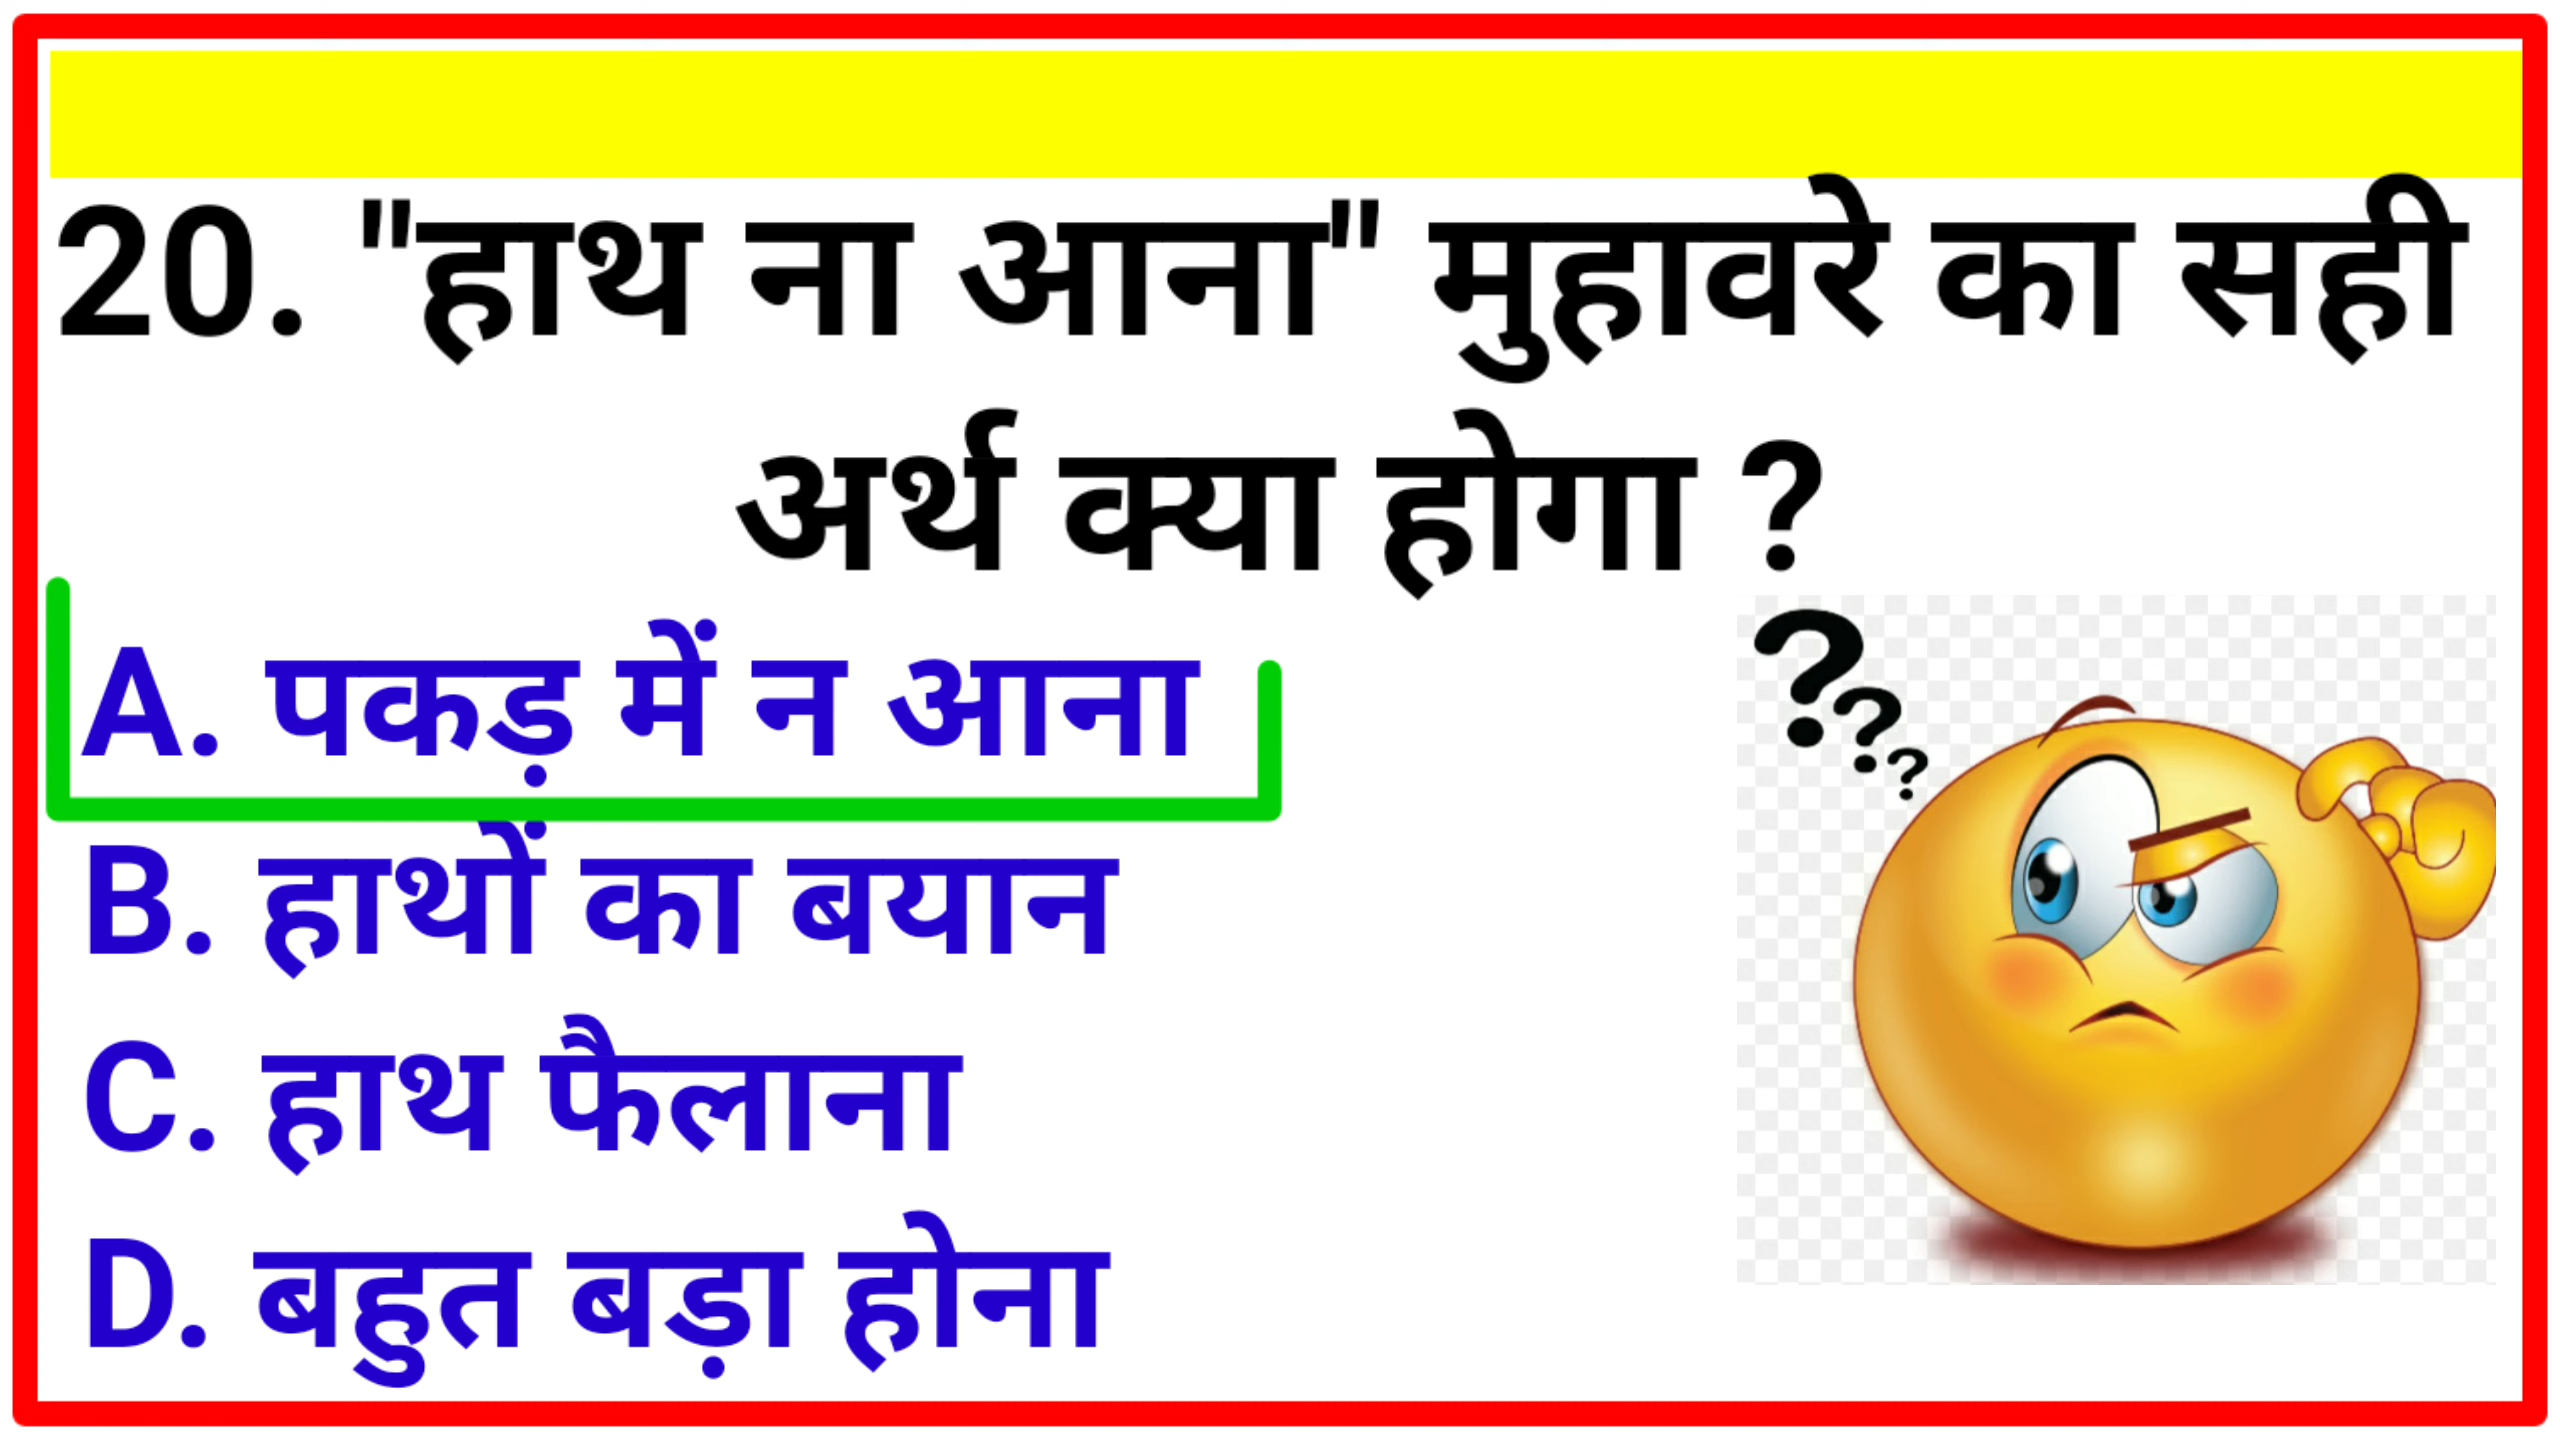 20. "हाथ ना आना" मुहावरे का सही
अर्थ क्या होगा ?
A. पकड़ में न आना
B. हाथों का बयान
C. हाथ फैलाना
D. बहुत बड़ा होना
? ? ?